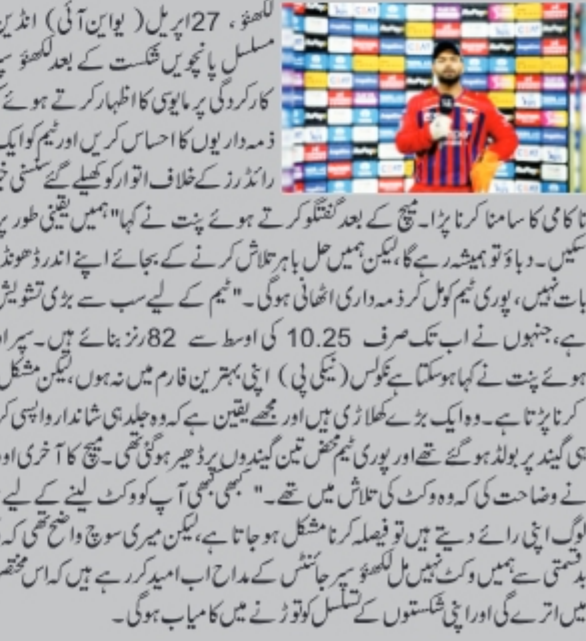 لکھنؤ، 27اپریل( یواین آئی) انڈین
مسلسل پانچویں شکست کے بعد لکھنؤ سپ
کارکردگی پر مایوسی کا اظہار کرتے ہوئے ک
ذمہ داریوں کا احساس کریں اور ٹیم کو ایک
رائڈرز کے خلاف اتوار کو کھیلے گئے سنسنی خ
ناکامی کا سامنا کرنا پڑا۔ میچ کے بعد گفتگو کرتے ہوئے پنت نے کہا"ہمیں یقینی طور پر
سکیں۔ دباؤ تو ہمیشہ رہے گا، لیکن ہمیں حل باہر تلاش کرنے کے بجائے اپنے اندر ڈھونڈ
بات نہیں، پوری ٹیم کو مل کر ذمہ داری اٹھانی ہوگی۔"ٹیم کے لیے سب سے بڑی تشویش
ہے، جنہوں نے اب تک صرف 10.25 کی اوسط سے 82رنز بنائے ہیں۔ سپر
ہوئے پنت نے کہا ہوسکتا ہے نکولس (نیکی پی) اپنی بہترین فارم میں نہ ہوں، لیکن مشکل
کرنا پڑتا ہے۔ وہ ایک بڑے کھلاڑی ہیں اور مجھے یقین ہے کہ وہ جلد ہی شاندار واپسی کر
ہی گیند پر بولڈ ہو گئے تھے اور پوری ٹیم محض تین گیندوں پر ڈھیر ہوگئی تھی۔ میچ کا آخری اوو
نے وضاحت کی کہ وہ وکٹ کی تلاش میں تھے۔" کبھی کبھی آپ کو وکٹ لینے کے لیے
لوگ اپنی رائے دیتے ہیں تو فیصلہ کرنا مشکل ہو جاتا ہے، لیکن میری سوچ واضح تھی کہ
بدقسمتی سے ہمیں وکٹ نہیں مل لکھنؤ سپر جائنٹس کے مداح اب امید کر رہے ہیں کہ اس مختصر
میں اترے گی اور اپنی شکستوں کے تسلسل کو توڑنے میں کامیاب ہوگی۔